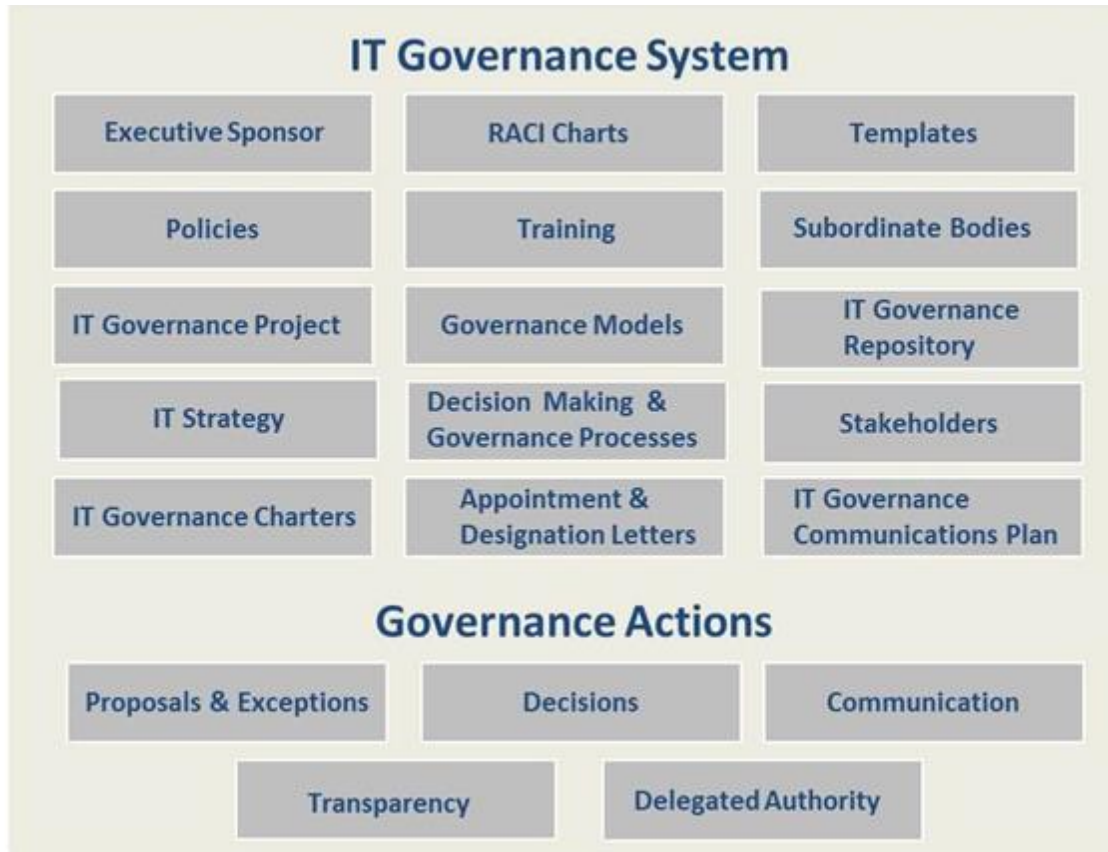 IT Governance System
Executive Sponsor
RACI Charts
Templates
Policies
Training
Subordinate Bodies
IT Governance Project
Governance Models
IT Governance
Repository
IT Strategy
Decision Making &
Governance Processes
Stakeholders
IT Governance Charters
Appointment &
Designation Letters
IT Governance
Communications Plan
Governance Actions
Proposals & Exceptions
Decisions
Communication
Transparency
Delegated Authority